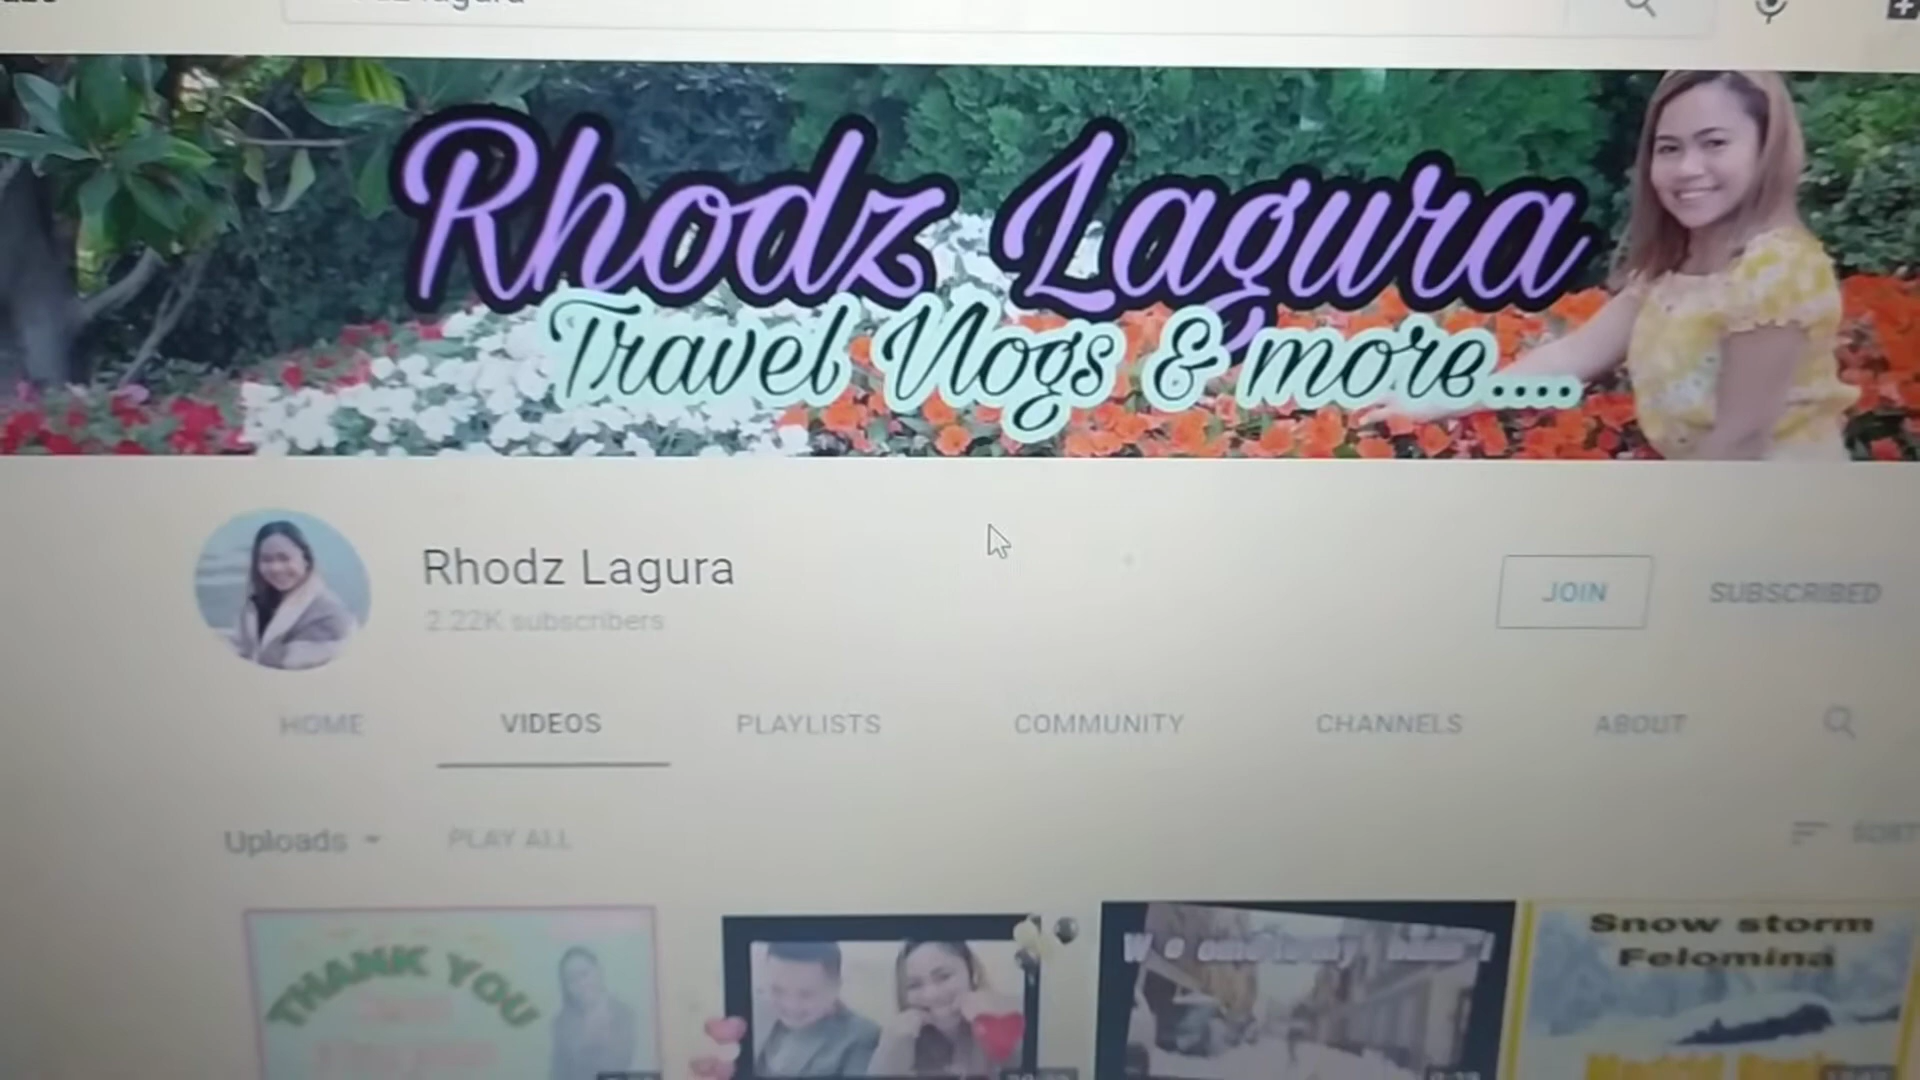 Rhodz Lagura
Travel Vlogs & more....
Rhodz Lagura
2.22K subscribers
JOIN
SUBSCRIBED
HOME
VIDEOS
PLAYLISTS
COMMUNITY
CHANNELS
ABOUT
Uploads
PLAY ALL
SORT
THANK YOU
Snow storm
Felomina